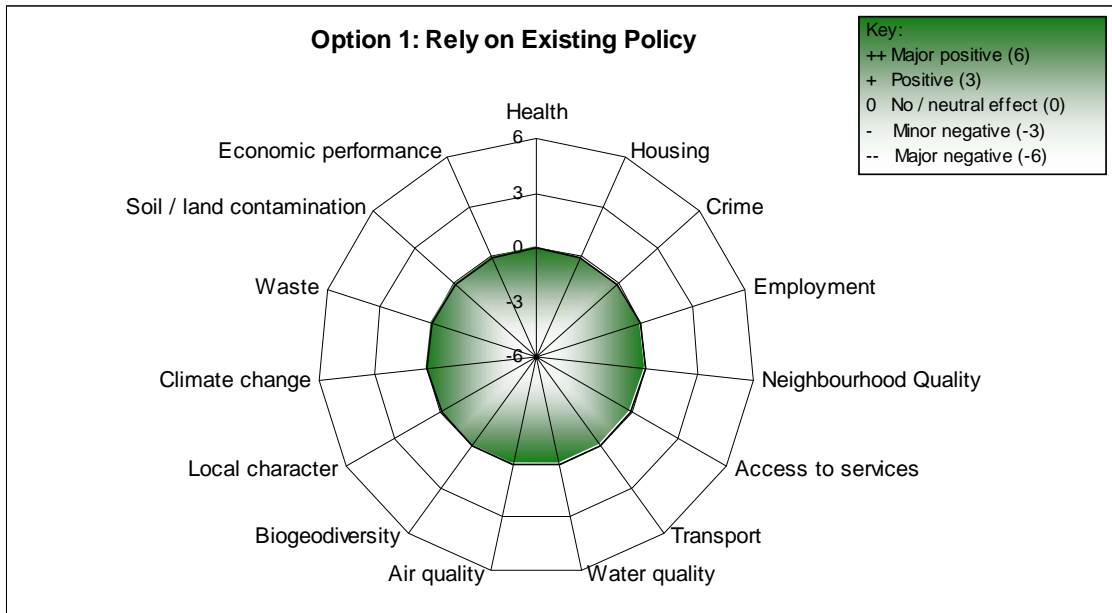 Option 1: Rely on Existing Policy
Key:
++ Major positive (6)
+ Positive (3)
0 No / neutral effect (0)
- Minor negative (-3)
-- Major negative (-6)
Health
Housing
Crime
Employment
Neighbourhood Quality
Access to services
Transport
Water quality
Air quality
Biogeodiversity
Local character
Climate change
Waste
Soil / land contamination
Economic performance
6
3
0
-3
-6